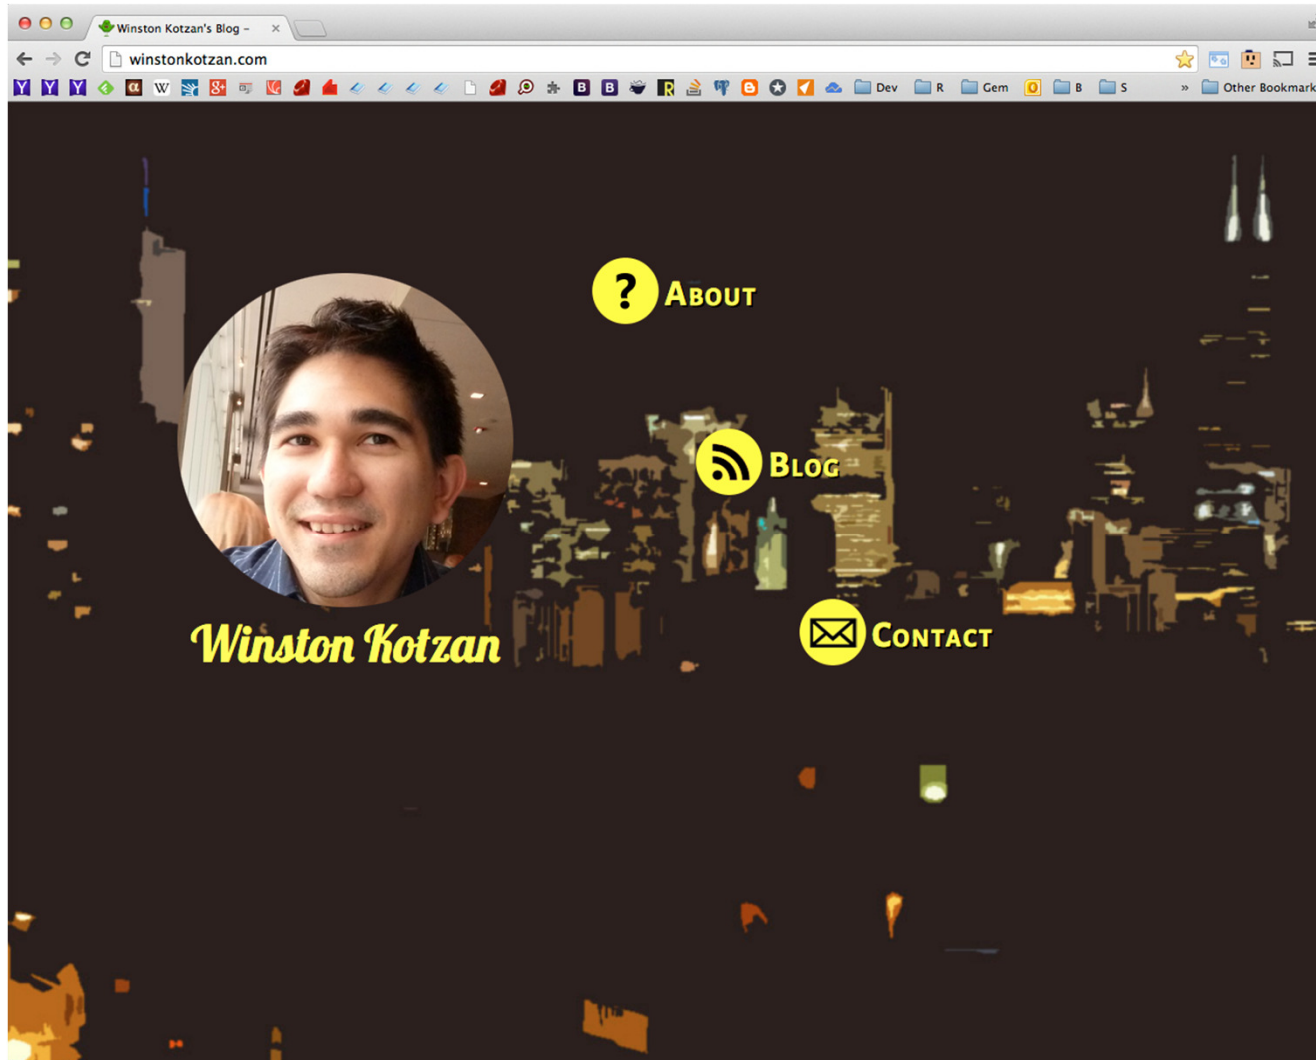 Winston Kotzan's Blog –
winstonkotzan.com
Dev R Gem B S » Other Bookmark
? About
Blog
Contact
Winston Kotzan